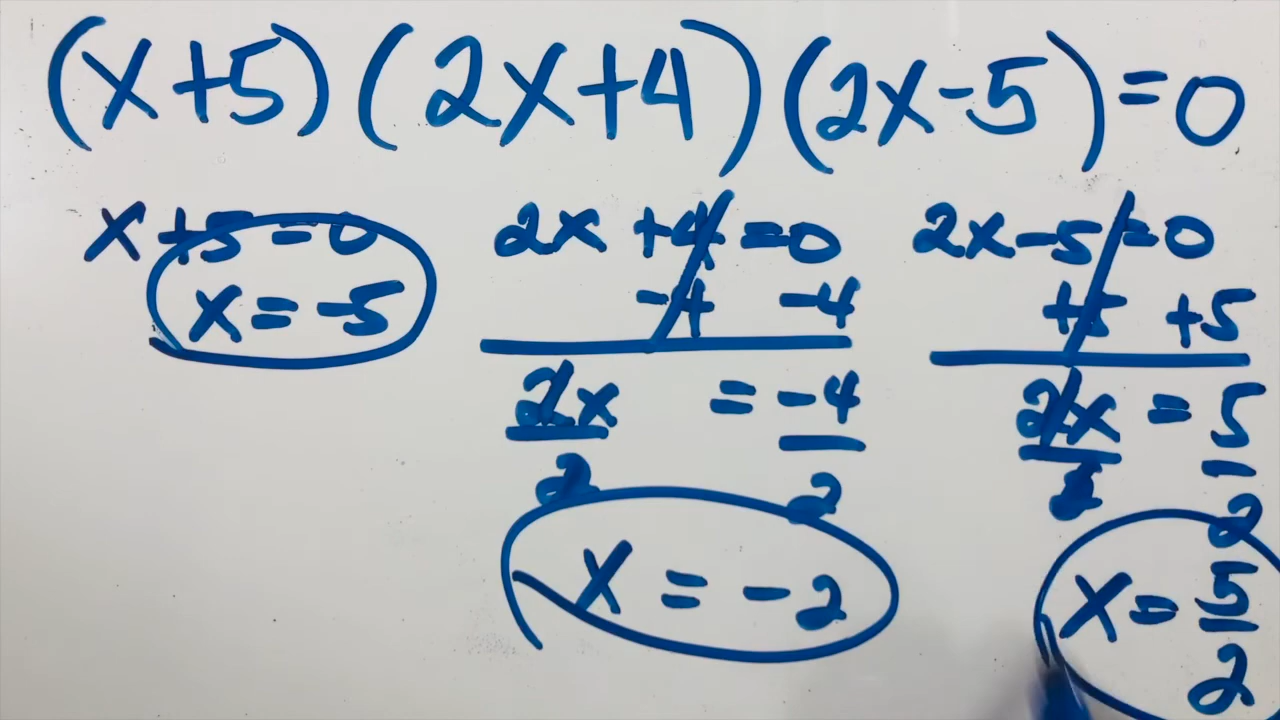 (x+5)(2x+4)(2x-5)=0
x+5=0
x=-5
2x+4=0
-4 -4
2x = -4
2 2
x = -2
2x-5=0
+5 +5
2x = 5
2 2
x = 5
2